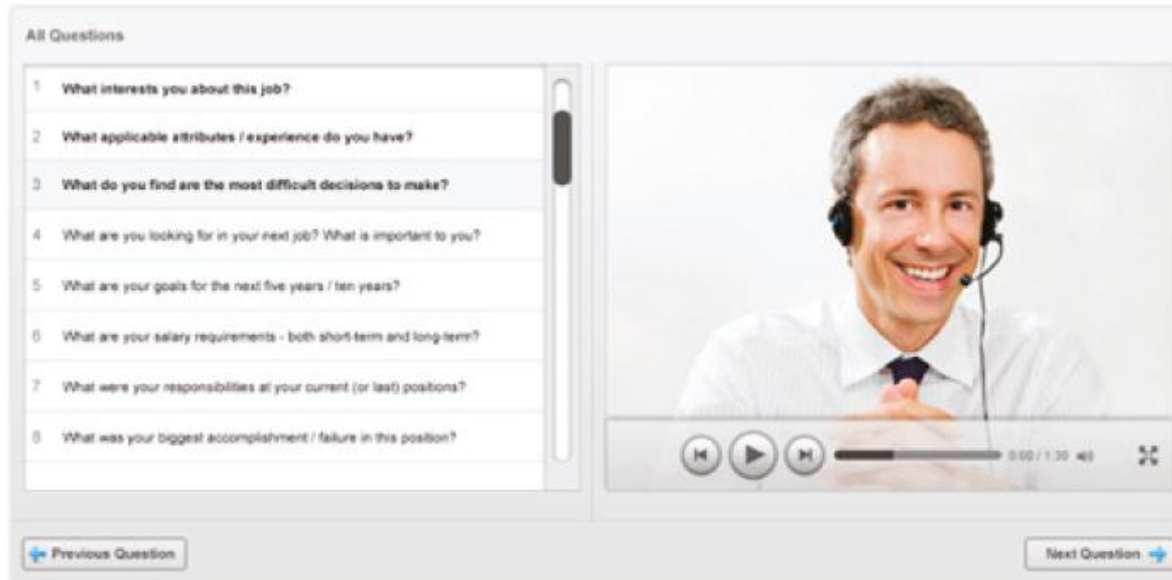 All Questions
1 What interests you about this job?
2 What applicable attributes / experience do you have?
3 What do you find are the most difficult decisions to make?
4 What are you looking for in your next job? What is important to you?
5 What are your goals for the next five years / ten years?
6 What are your salary requirements - both short-term and long-term?
7 What were your responsibilities at your current (or last) positions?
8 What was your biggest accomplishment / failure in this position?
0:00 / 1:30
Previous Question
Next Question